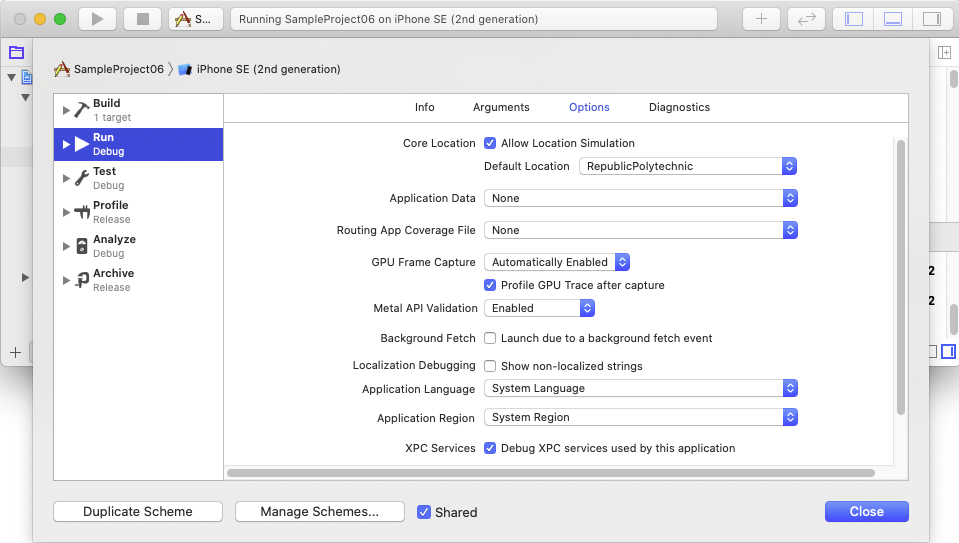 S... Running SampleProject06 on iPhone SE (2nd generation)
SampleProject06 iPhone SE (2nd generation)
Build
1 target
Run
Debug
Test
Debug
Profile
Release
Analyze
Debug
Archive
Release
Info Arguments Options Diagnostics
Core Location Allow Location Simulation
Default Location RepublicPolytechnic
Application Data None
Routing App Coverage File None
GPU Frame Capture Automatically Enabled
Profile GPU Trace after capture
Metal API Validation Enabled
Background Fetch Launch due to a background fetch event
Localization Debugging Show non-localized strings
Application Language System Language
Application Region System Region
XPC Services Debug XPC services used by this application
2
2
Duplicate Scheme Manage Schemes... Shared Close